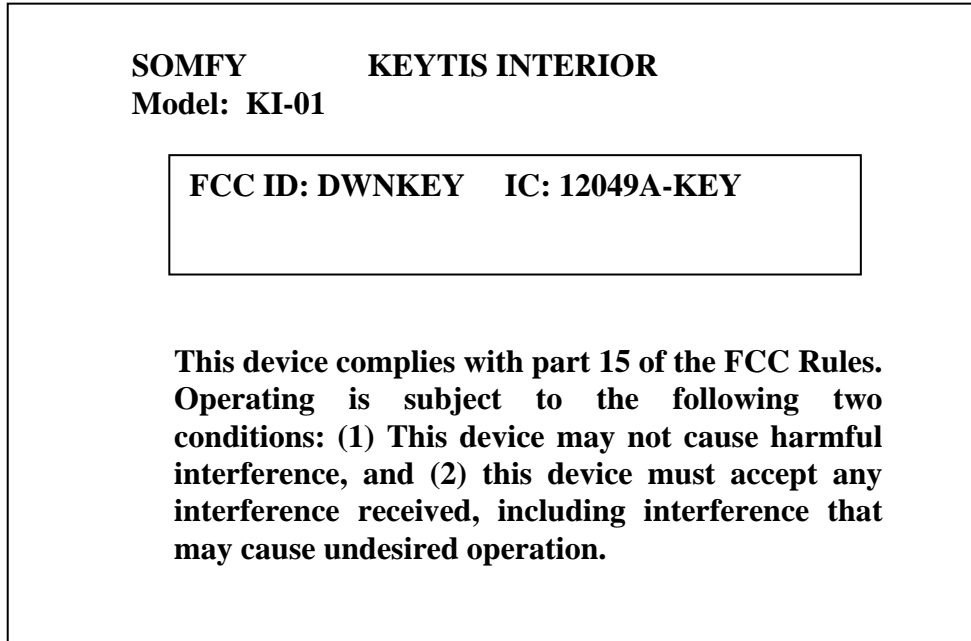 SOMFY KEYTIS INTERIOR
Model: KI-01
FCC ID: DWNKEY IC: 12049A-KEY
This device complies with part 15 of the FCC Rules.
Operating is subject to the following two
conditions: (1) This device may not cause harmful
interference, and (2) this device must accept any
interference received, including interference that
may cause undesired operation.